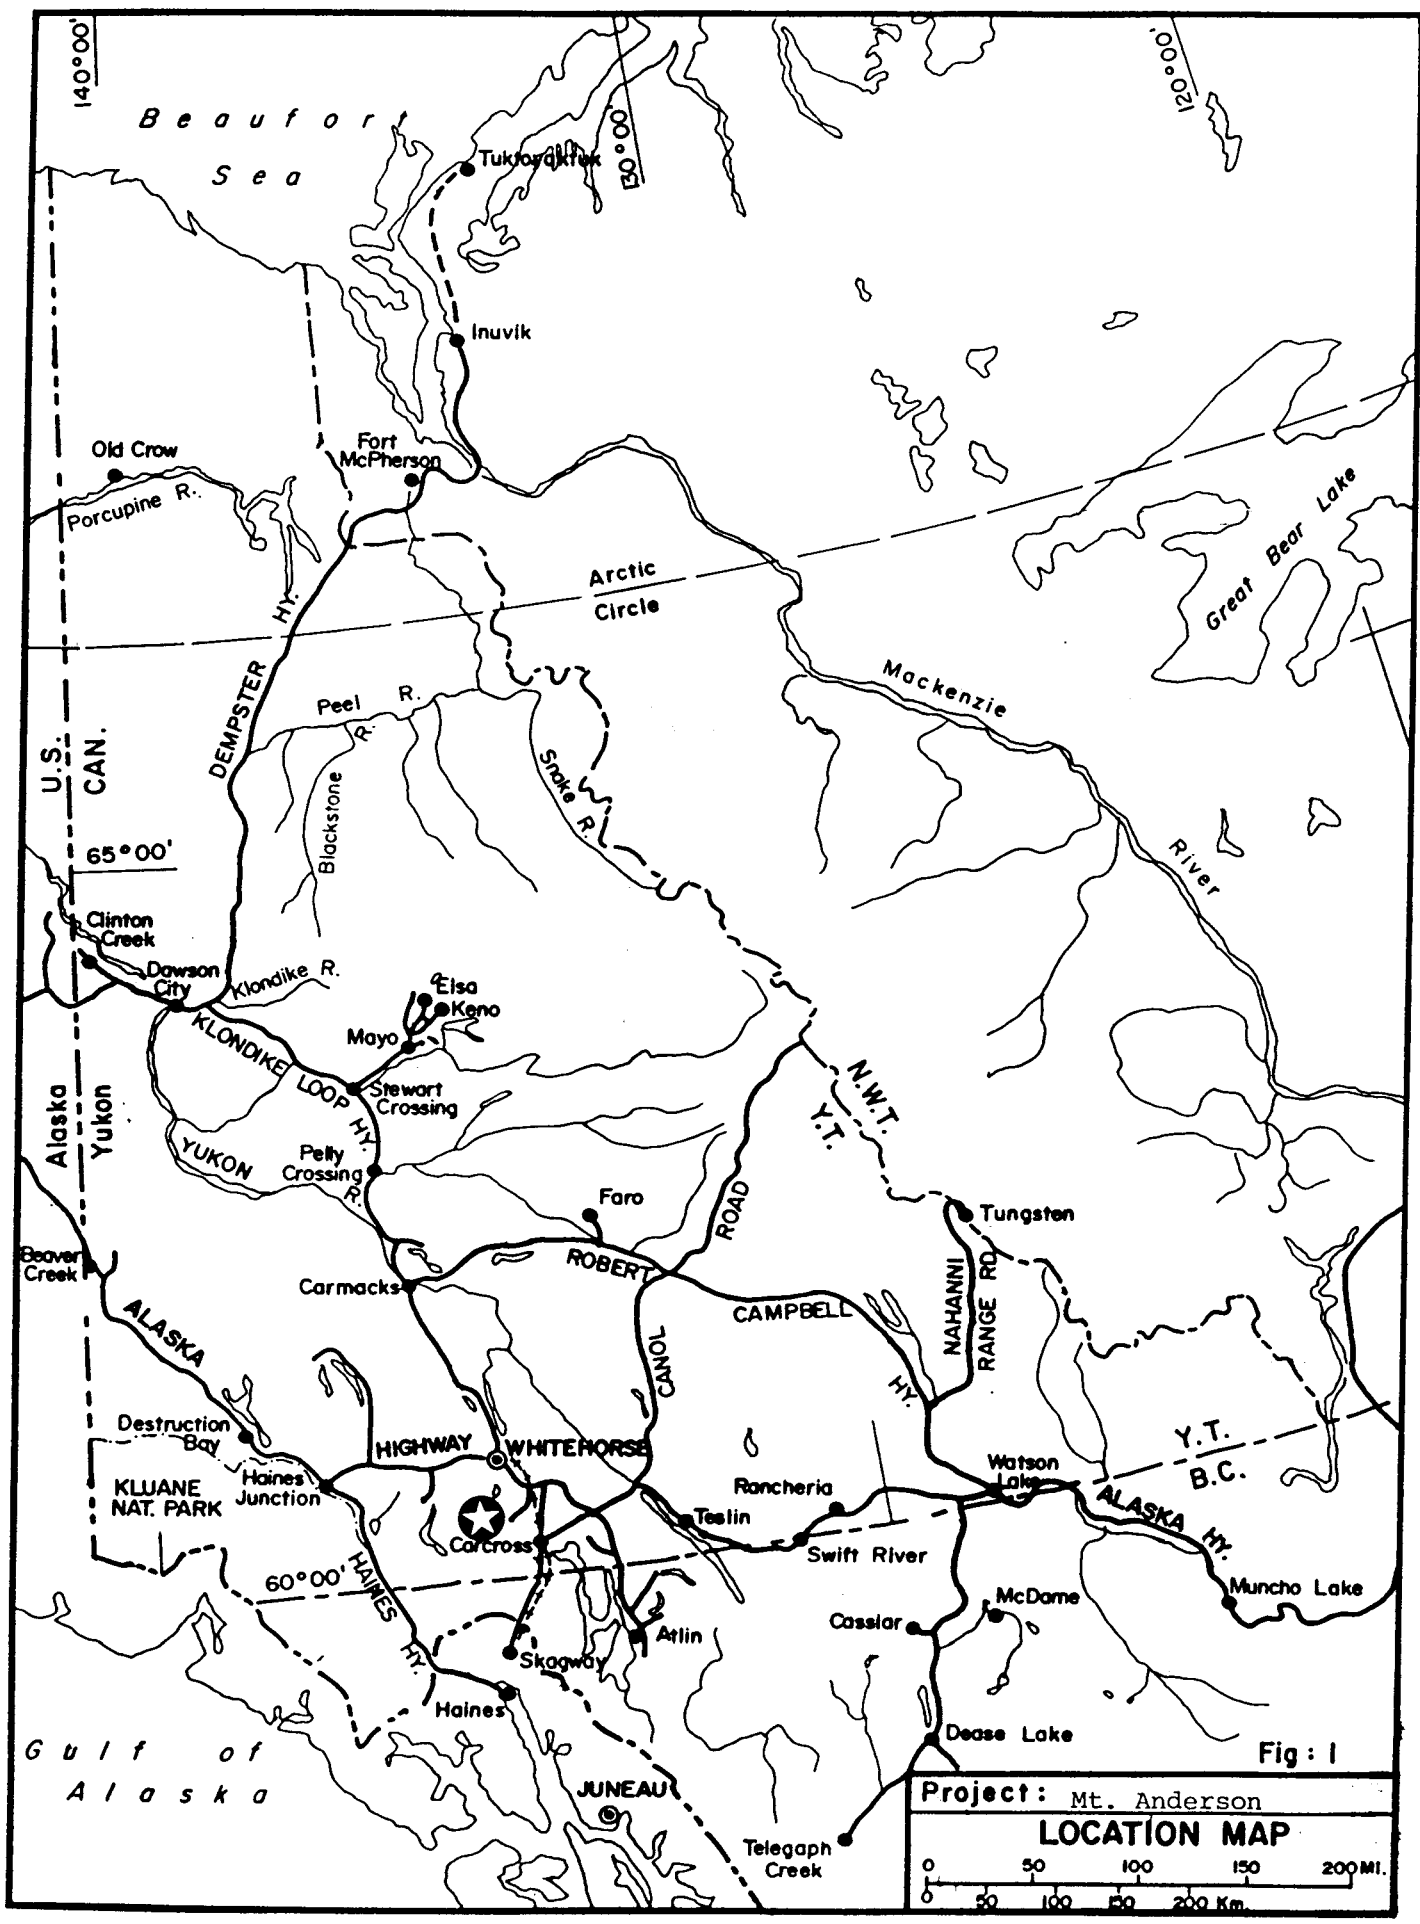 140°00'
130°00'
120°00'
Beaufort
Sea
Tuktoyaktuk
Inuvik
Old Crow
Porcupine R.
Fort
McPherson
Arctic
Circle
Great Bear Lake
DEMPSTER HY.
Mackenzie
River
Peel R.
Blackstone R.
Snake R.
U.S.
CAN.
65°00'
Clinton
Creek
Dawson
City
Klondike R.
Elsa
Keno
Mayo
KLONDIKE LOOP HY.
Stewart
Crossing
Alaska
Yukon
YUKON R.
Pelly
Crossing
N.W.T.
Y.T.
Faro
Tungsten
CANOL ROAD
ROBERT CAMPBELL HY.
NAHANNI
RANGE RD.
Beaver
Creek
Carmacks
ALASKA HIGHWAY
Destruction
Bay
WHITEHORSE
Haines
Junction
KLUANE
NAT. PARK
Rancheria
Watson
Lake
Y.T.
B.C.
ALASKA HY.
Teslin
Carcross
Swift River
60°00'
HAINES HY.
Muncho Lake
McDame
Cassiar
Atlin
Skagway
Haines
Dease Lake
Gulf of
Alaska
JUNEAU
Telegaph
Creek
Fig: 1
Project: Mt. Anderson
LOCATION MAP
0 50 100 150 200 MI.
0 50 100 150 200 Km.